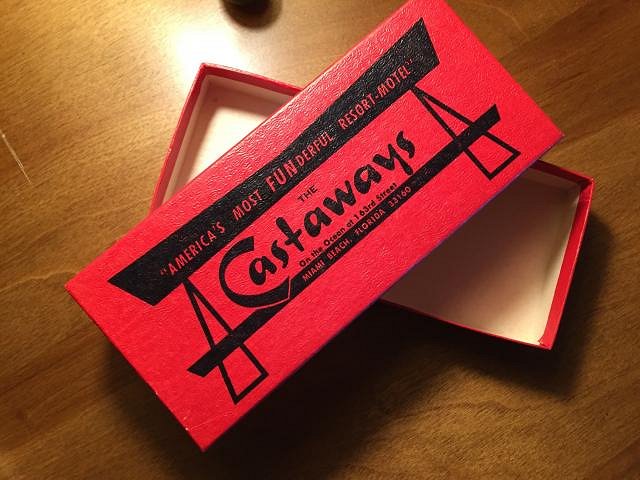 "AMERICA'S MOST FUNDERFUL RESORT-MOTEL"
THE
Castaways
On the Ocean at 163rd Street
MIAMI BEACH, FLORIDA 33160